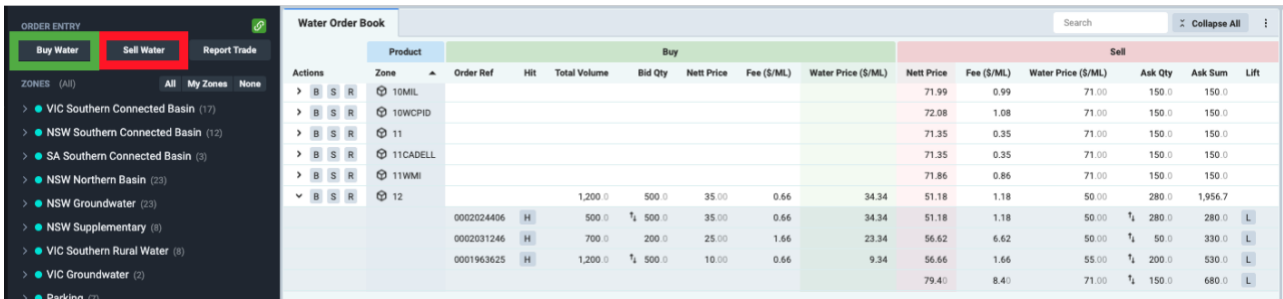 ORDER ENTRY
Buy Water Sell Water Report Trade
ZONES (All) All My Zones None
VIC Southern Connected Basin (17)
NSW Southern Connected Basin (12)
SA Southern Connected Basin (3)
NSW Northern Basin (23)
NSW Groundwater (23)
NSW Supplementary (8)
VIC Southern Rural Water (8)
VIC Groundwater (2)
Parking (7)
Water Order Book Search Collapse All
Product Buy Sell
Actions Zone Order Ref Hit Total Volume Bid Qty Nett Price Fee ($/ML) Water Price ($/ML) Nett Price Fee ($/ML) Water Price ($/ML) Ask Qty Ask Sum Lift
B S R 10MIL 71.99 0.99 71.00 150.0 150.0
B S R 10WCPID 72.08 1.08 71.00 150.0 150.0
B S R 11 71.35 0.35 71.00 150.0 150.0
B S R 11CADELL 71.35 0.35 71.00 150.0 150.0
B S R 11WMI 71.86 0.86 71.00 150.0 150.0
B S R 12 1,200.0 500.0 35.00 0.66 34.34 51.18 1.18 50.00 280.0 1,956.7
0002024406 H 500.0 500.0 35.00 0.66 34.34 51.18 1.18 50.00 280.0 280.0 L
0002031246 H 700.0 200.0 25.00 1.66 23.34 56.62 6.62 50.00 50.0 330.0 L
0001963625 H 1,200.0 500.0 10.00 0.66 9.34 56.66 1.66 55.00 200.0 530.0 L
79.40 8.40 71.00 150.0 680.0 L